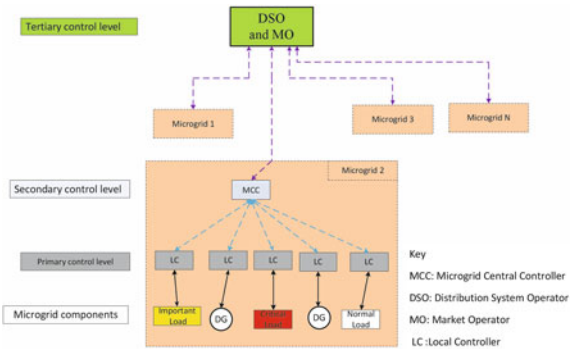 Tertiary control level
DSO
and MO
Microgrid 1
Microgrid 3
Microgrid N
Microgrid 2
Secondary control level
MCC
Primary control level
LC
LC
LC
LC
LC
Microgrid components
Important
Load
DG
Critical
Load
DG
Normal
Load
Key
MCC: Microgrid Central Controller
DSO: Distribution System Operator
MO: Market Operator
LC :Local Controller